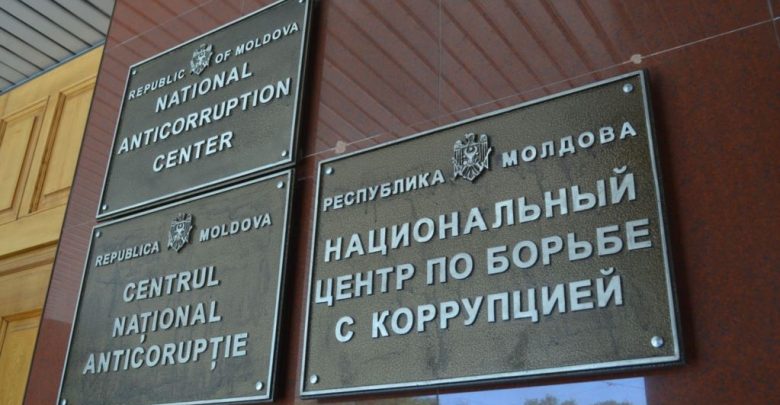 REPUBLIC OF MOLDOVA
NATIONAL
ANTICORRUPTION
CENTER
REPUBLICA MOLDOVA
CENTRUL
NAȚIONAL
ANTICORUPȚIE
РЕСПУБЛИКА МОЛДОВА
НАЦИОНАЛЬНЫЙ
ЦЕНТР ПО БОРЬБЕ
С КОРРУПЦИЕЙ